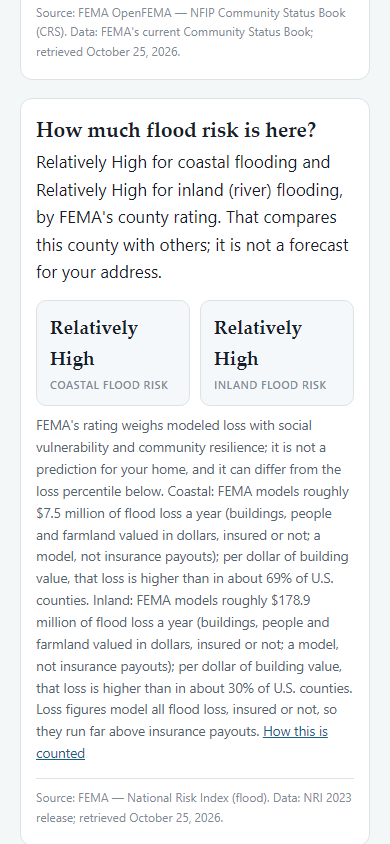 Source: FEMA OpenFEMA — NFIP Community Status Book
(CRS). Data: FEMA's current Community Status Book;
retrieved October 25, 2026.
How much flood risk is here?
Relatively High for coastal flooding and
Relatively High for inland (river) flooding,
by FEMA's county rating. That compares
this county with others; it is not a forecast
for your address.
Relatively
High
COASTAL FLOOD RISK
Relatively
High
INLAND FLOOD RISK
FEMA's rating weighs modeled loss with social
vulnerability and community resilience; it is not a
prediction for your home, and it can differ from the
loss percentile below. Coastal: FEMA models roughly
$7.5 million of flood loss a year (buildings, people
and farmland valued in dollars, insured or not; a
model, not insurance payouts); per dollar of building
value, that loss is higher than in about 69% of U.S.
counties. Inland: FEMA models roughly $178.9
million of flood loss a year (buildings, people and
farmland valued in dollars, insured or not; a model,
not insurance payouts); per dollar of building value,
that loss is higher than in about 30% of U.S. counties.
Loss figures model all flood loss, insured or not, so
they run far above insurance payouts. How this is
counted
Source: FEMA — National Risk Index (flood). Data: NRI 2023
release; retrieved October 25, 2026.